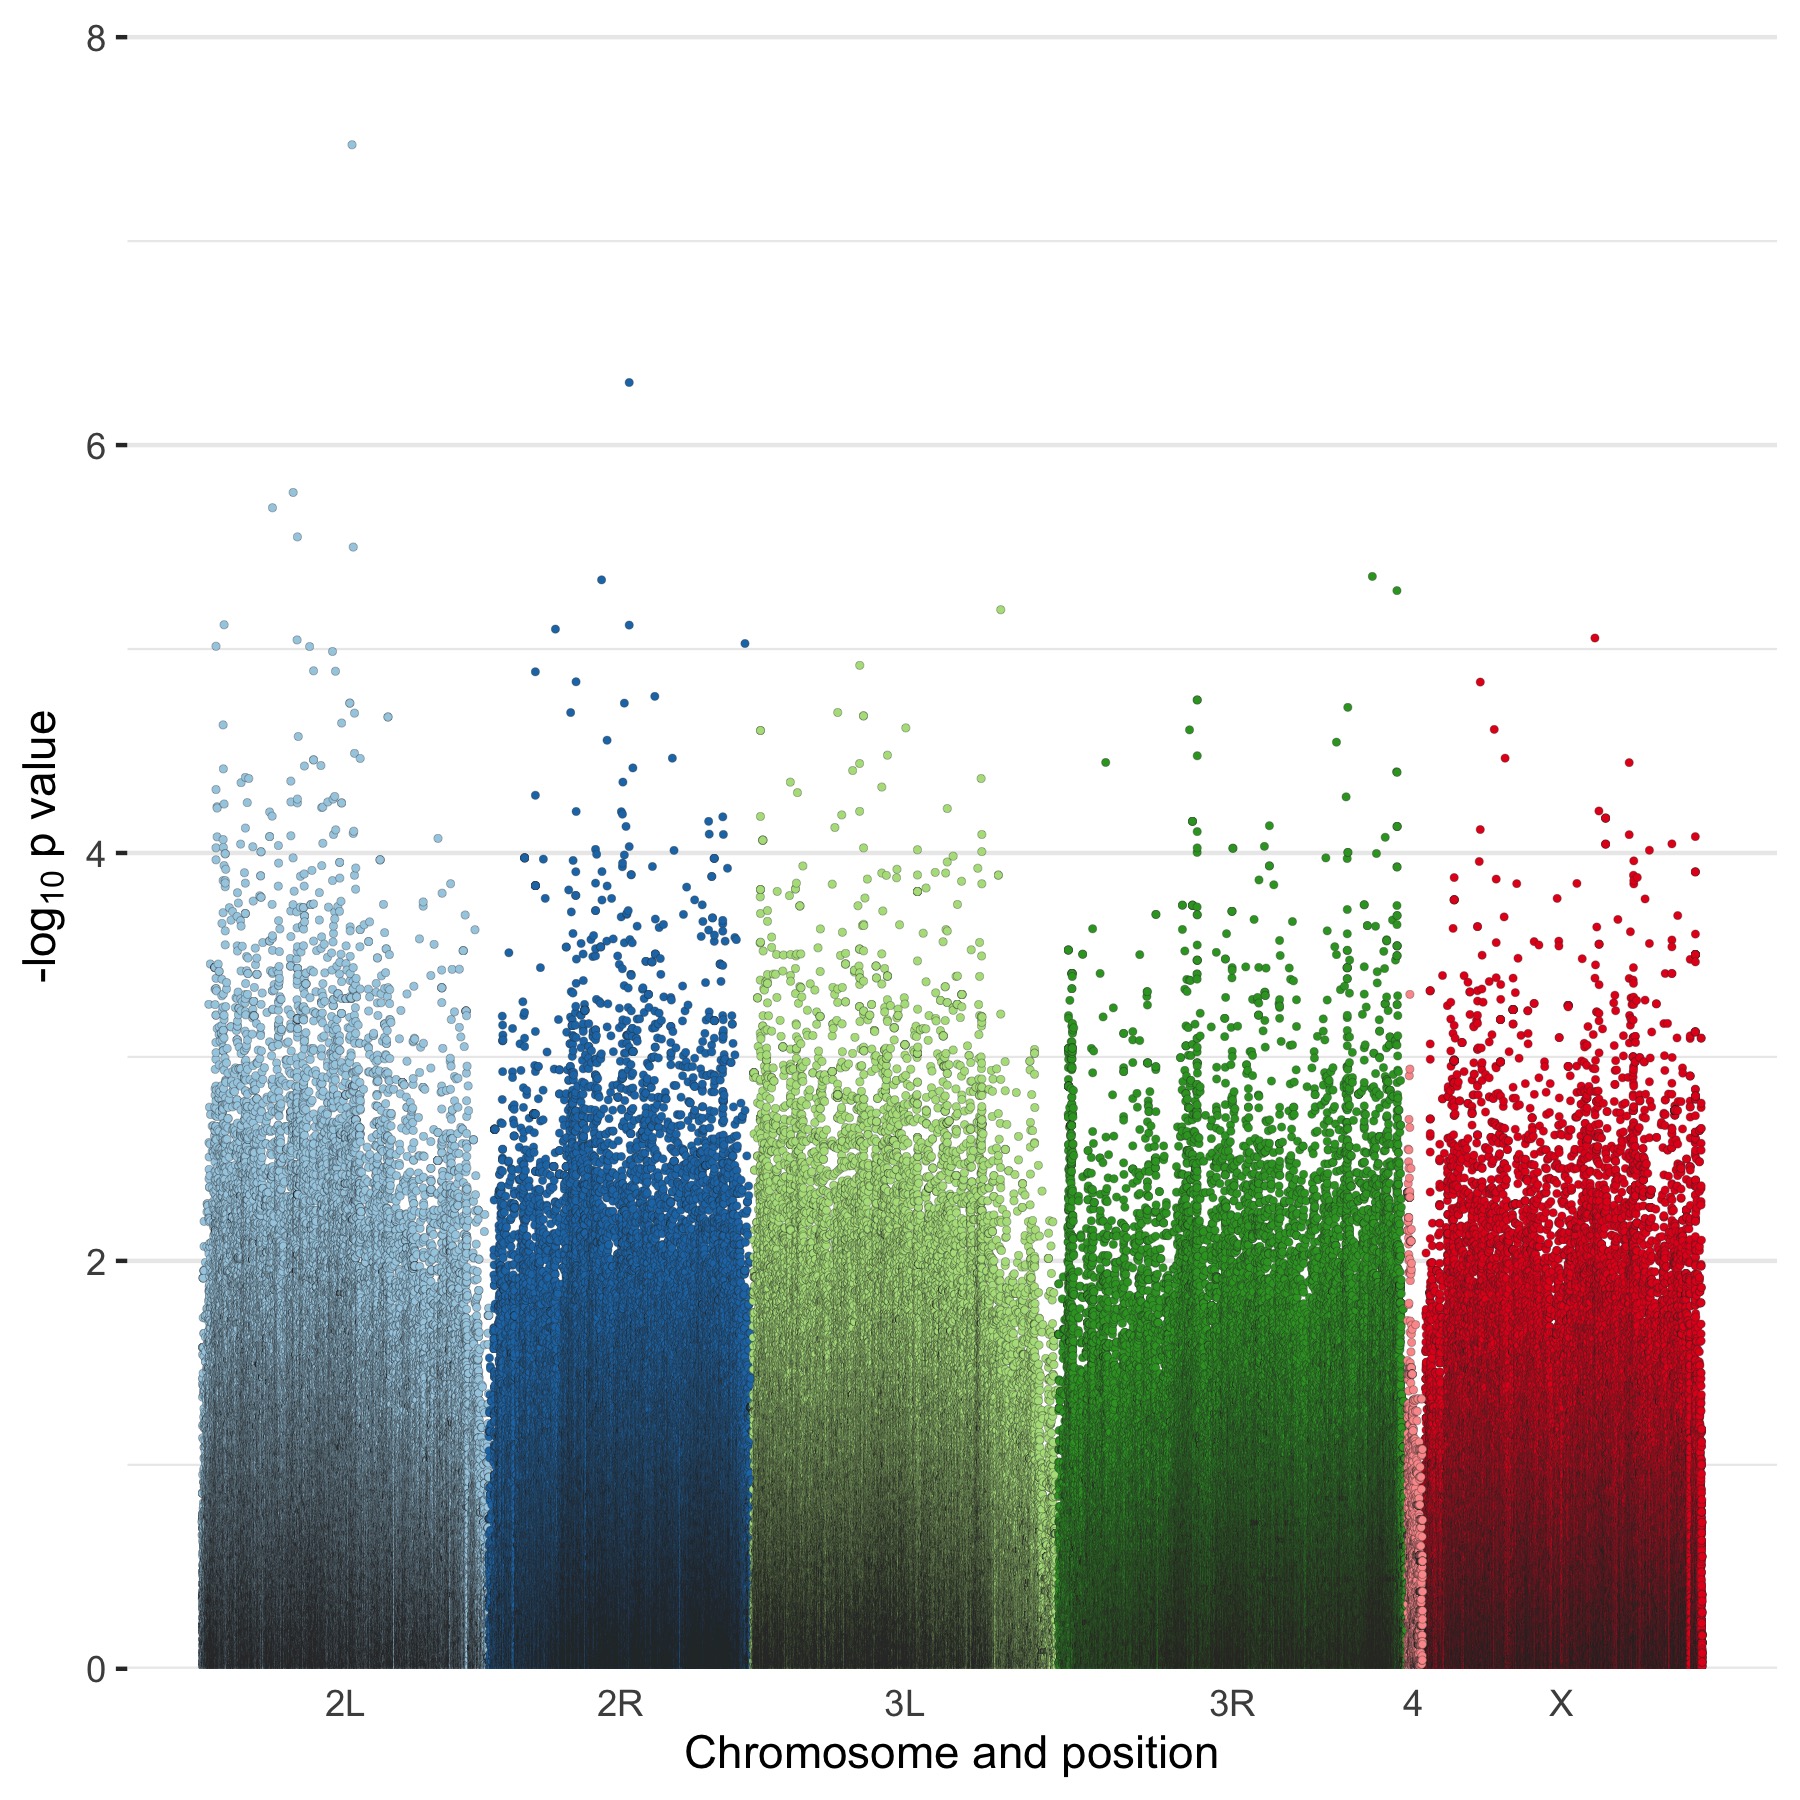 8
6
4
2
0
-log₁₀ p value
2L 2R 3L 3R 4 X
Chromosome and position